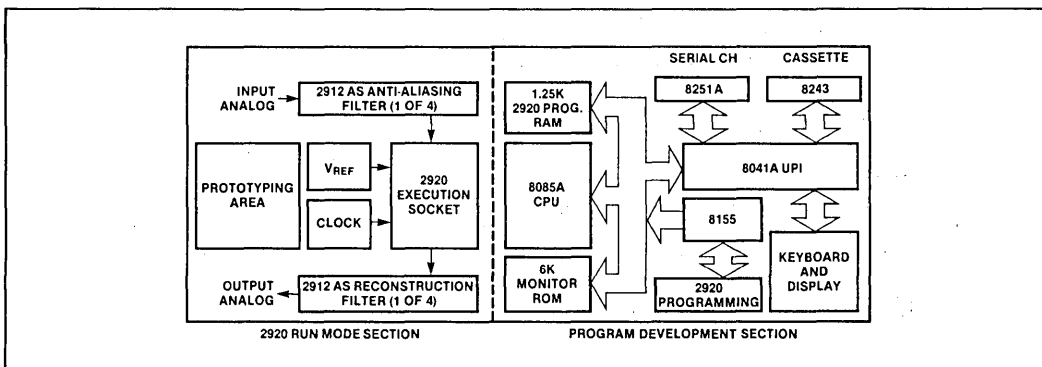 SERIAL CH
CASSETTE
INPUT
ANALOG
2912 AS ANTI-ALIASING
FILTER (1 OF 4)
PROTOTYPING
AREA
VREF
CLOCK
2920
EXECUTION
SOCKET
OUTPUT
ANALOG
2912 AS RECONSTRUCTION
FILTER (1 OF 4)
1.25K
2920 PROG.
RAM
8085A
CPU
6K
MONITOR
ROM
8251A
8243
8041A UPI
8155
2920
PROGRAMMING
KEYBOARD
AND
DISPLAY
2920 RUN MODE SECTION
PROGRAM DEVELOPMENT SECTION